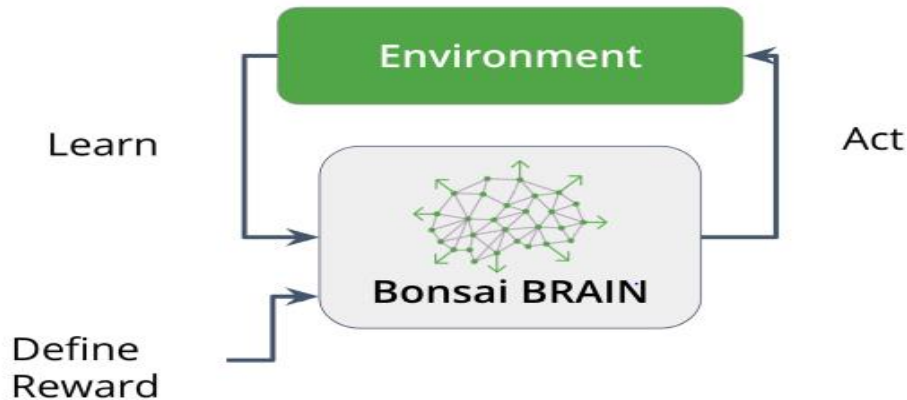 Environment
Learn
Act
Bonsai BRAIN
Define
Reward